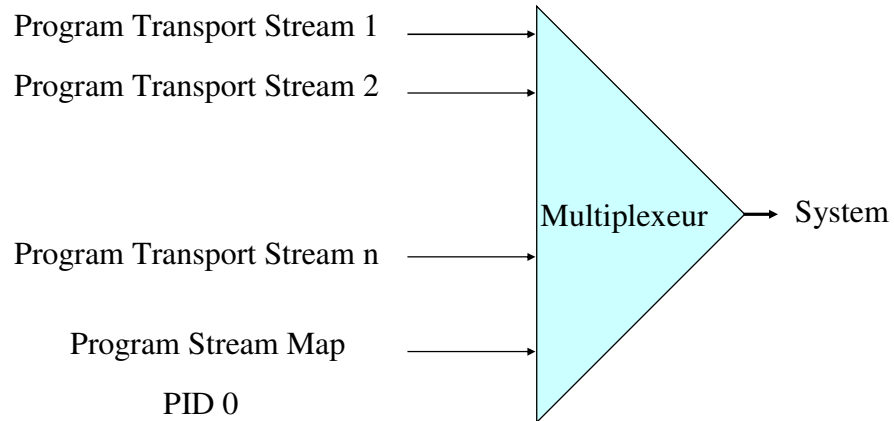 Program Transport Stream 1
Program Transport Stream 2
Multiplexeur
System
Program Transport Stream n
Program Stream Map
PID 0